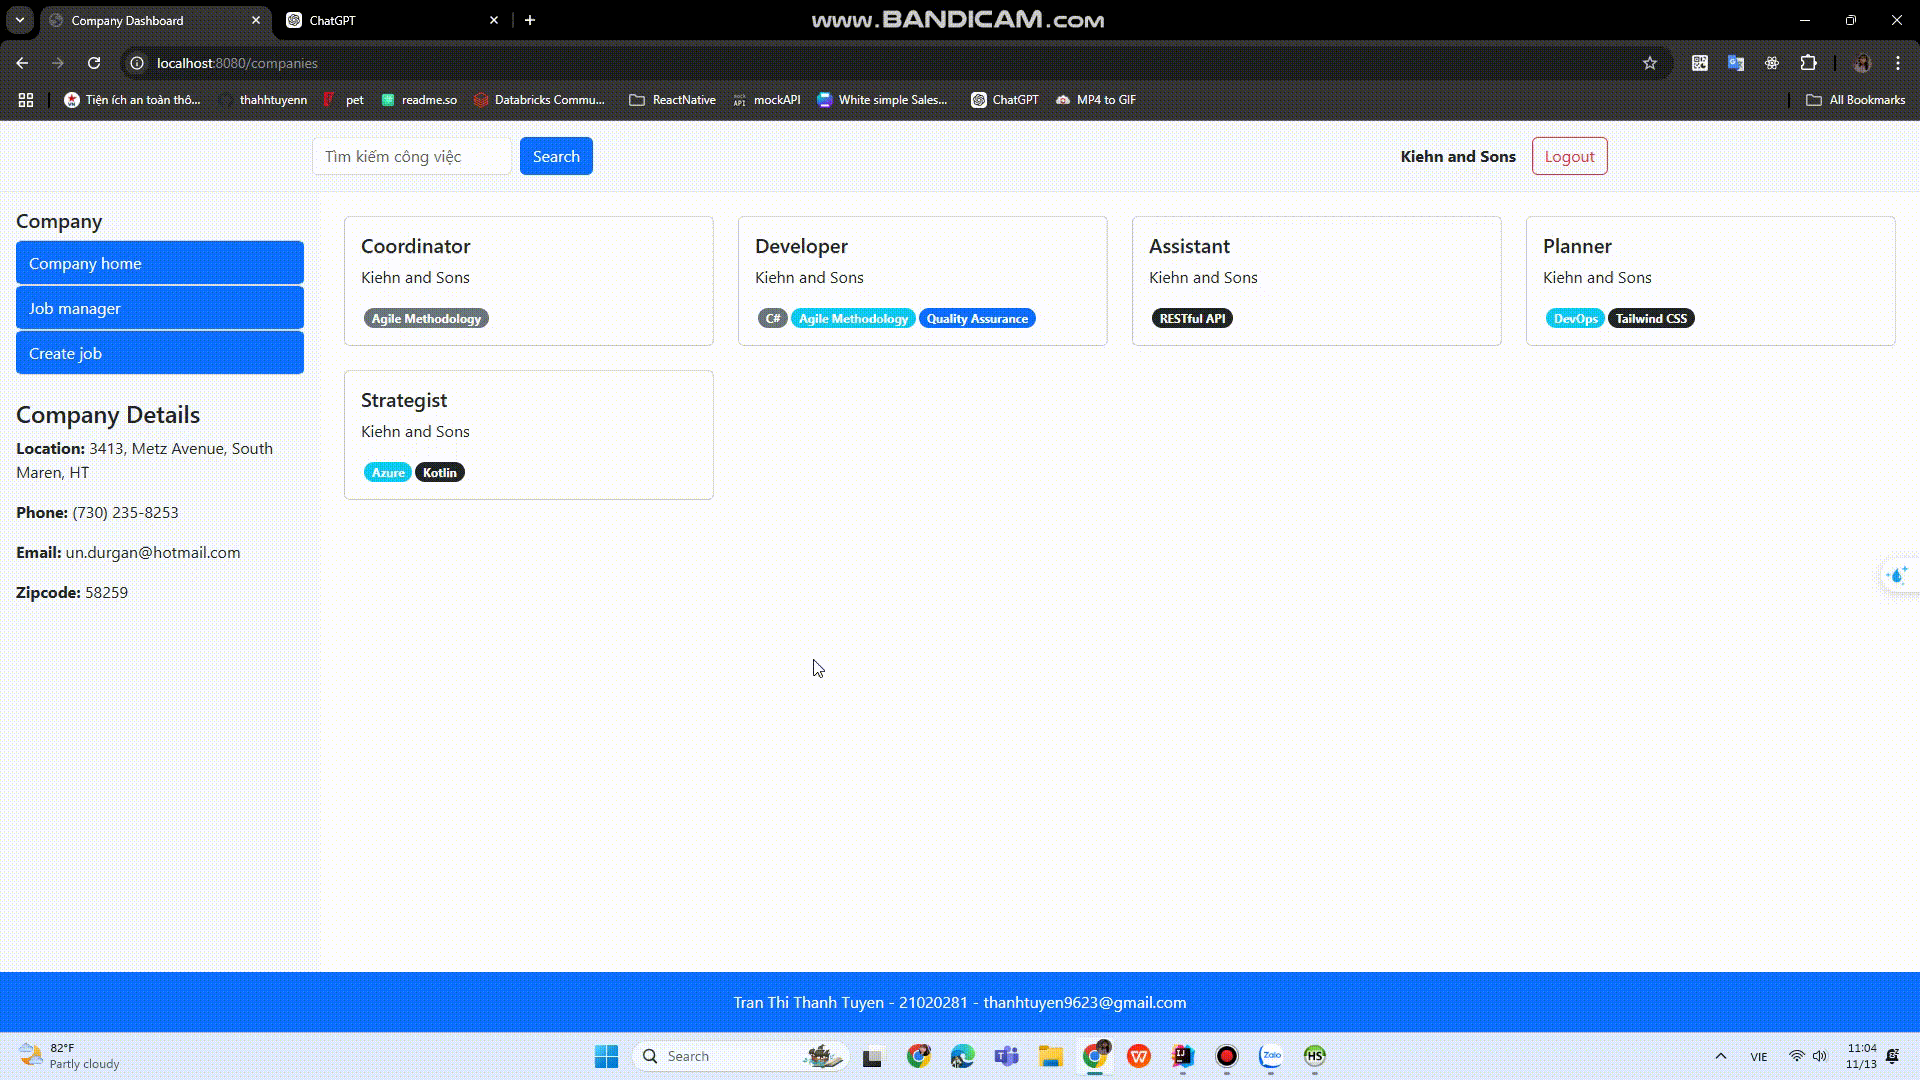 Company Dashboard
ChatGPT
www.BANDICAM.com
localhost:8080/companies
Tiện ích an toàn thô...
thahhtuyenn
pet
readme.so
Databricks Commu...
ReactNative
mockAPI
White simple Sales...
ChatGPT
MP4 to GIF
All Bookmarks
Tìm kiếm công việc
Search
Kiehn and Sons
Logout
Company
Company home
Job manager
Create job
Company Details
Location: 3413, Metz Avenue, South
Maren, HT
Phone: (730) 235-8253
Email: un.durgan@hotmail.com
Zipcode: 58259
Coordinator
Kiehn and Sons
Agile Methodology
Developer
Kiehn and Sons
C# Agile Methodology Quality Assurance
Assistant
Kiehn and Sons
RESTful API
Planner
Kiehn and Sons
DevOps Tailwind CSS
Strategist
Kiehn and Sons
Azure Kotlin
Tran Thi Thanh Tuyen - 21020281 - thanhtuyen9623@gmail.com
82°F
Partly cloudy
Search
Zalo
HS
VIE
11:04
11/13